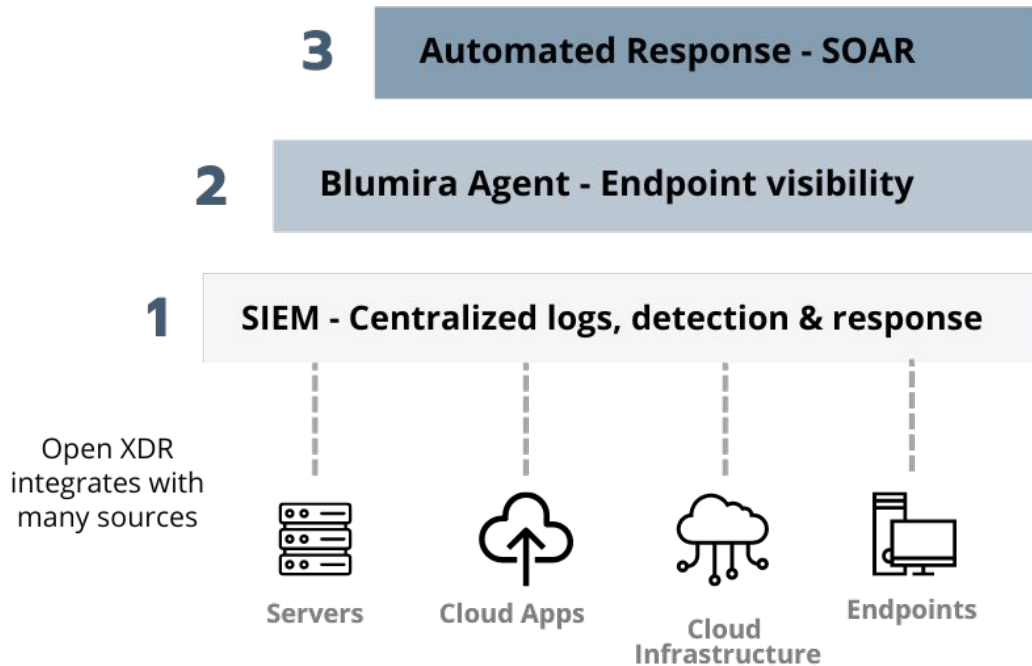 3
Automated Response - SOAR
2
Blumira Agent - Endpoint visibility
1
SIEM - Centralized logs, detection & response
Open XDR
integrates with
many sources
Servers
Cloud Apps
Cloud
Infrastructure
Endpoints